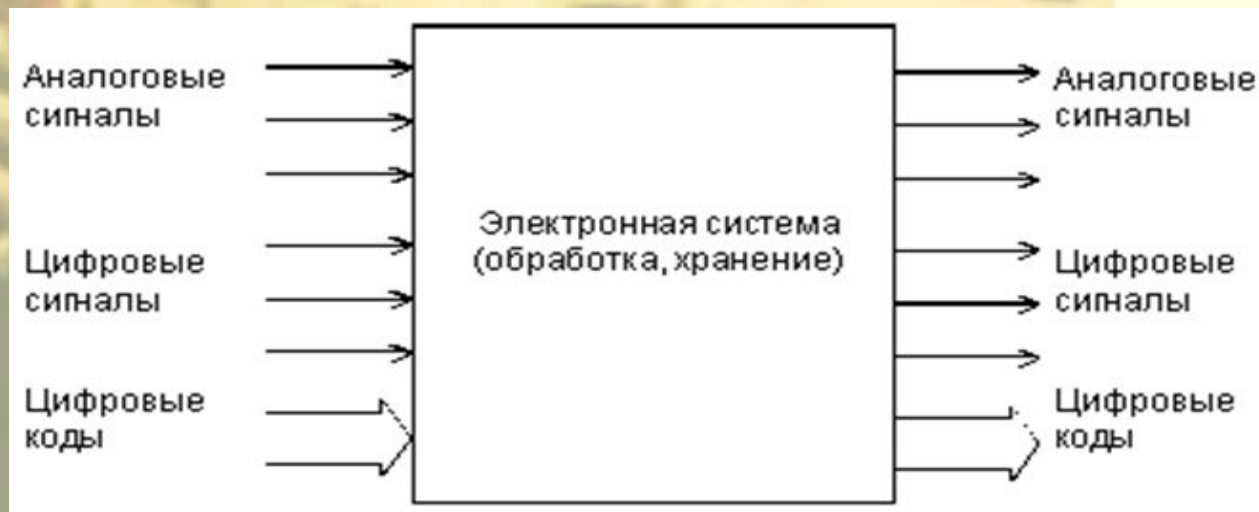 Аналоговые
сигналы
Цифровые
сигналы
Цифровые
коды
Электронная система
(обработка, хранение)
Аналоговые
сигналы
Цифровые
сигналы
Цифровые
коды